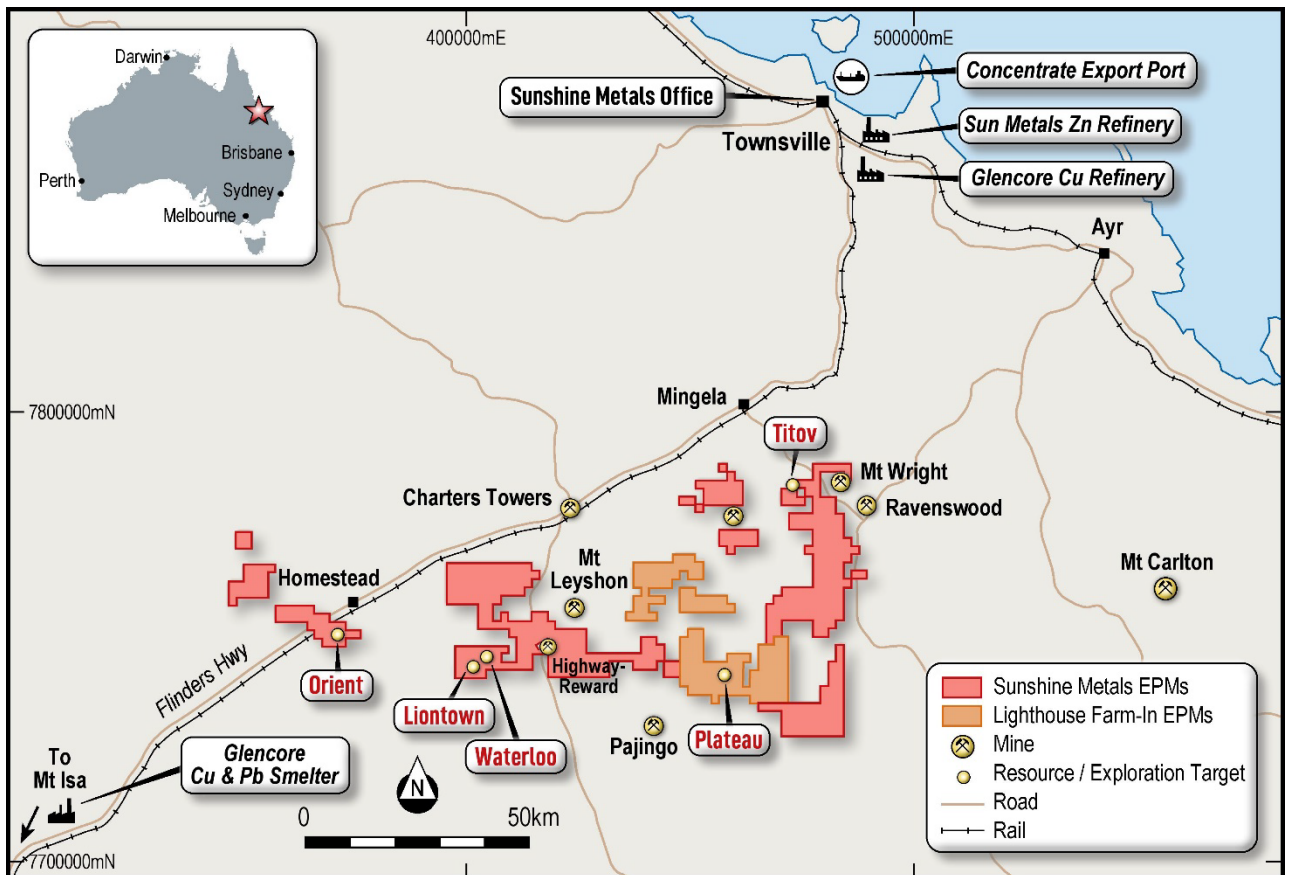 400000mE
500000mE
Darwin
Brisbane
Perth
Sydney
Melbourne
Sunshine Metals Office
Concentrate Export Port
Sun Metals Zn Refinery
Townsville
Glencore Cu Refinery
Ayr
7800000mN
Mingela
Titov
Mt Wright
Charters Towers
Ravenswood
Homestead
Mt
Leyshon
Mt Carlton
Highway-
Reward
Orient
Flinders Hwy
Liontown
Waterloo
Pajingo
Plateau
To
Mt Isa
Glencore
Cu & Pb Smelter
N
0
50km
7700000mN
Sunshine Metals EPMs
Lighthouse Farm-In EPMs
Mine
Resource / Exploration Target
Road
Rail